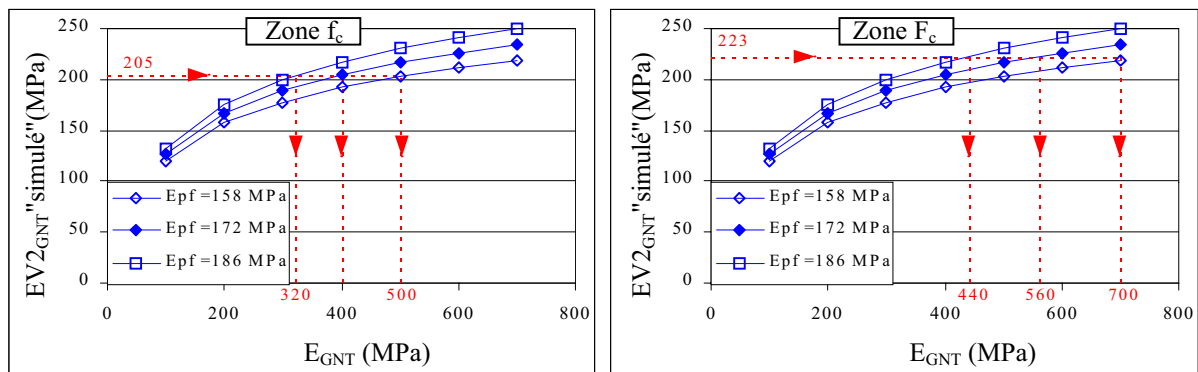 Zone fc
EV2GNT"simulé"(MPa)
250
200
150
100
50
0
205
Epf =158 MPa
Epf =172 MPa
Epf =186 MPa
320
400
500
0
200
400
600
800
EGNT (MPa)
Zone Fc
EV2GNT"simulé"(MPa)
250
200
150
100
50
0
223
Epf =158 MPa
Epf =172 MPa
Epf =186 MPa
440
560
700
0
200
400
600
800
EGNT (MPa)